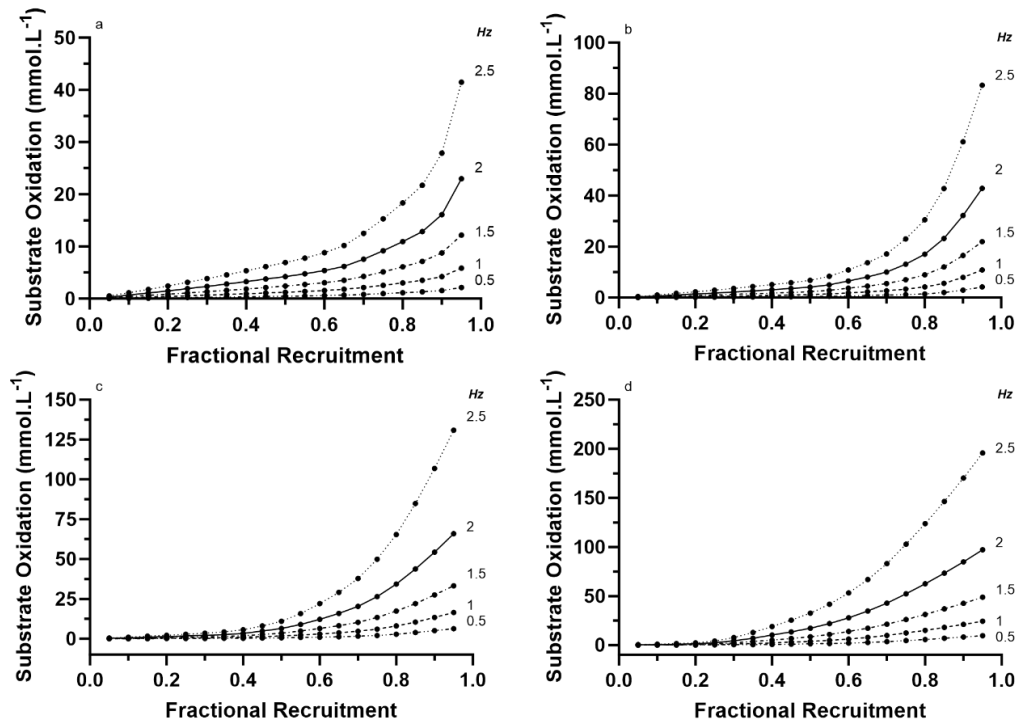 a
Hz
50
40
30
20
10
0
2.5
2
1.5
1
0.5
Substrate Oxidation (mmol.L⁻¹)
0.0 0.2 0.4 0.6 0.8 1.0
Fractional Recruitment
b
Hz
100
80
60
40
20
0
2.5
2
1.5
1
0.5
Substrate Oxidation (mmol.L⁻¹)
0.0 0.2 0.4 0.6 0.8 1.0
Fractional Recruitment
c
Hz
150
125
100
75
50
25
0
2.5
2
1.5
1
0.5
Substrate Oxidation (mmol.L⁻¹)
0.0 0.2 0.4 0.6 0.8 1.0
Fractional Recruitment
d
Hz
250
200
150
100
50
0
2.5
2
1.5
1
0.5
Substrate Oxidation (mmol.L⁻¹)
0.0 0.2 0.4 0.6 0.8 1.0
Fractional Recruitment